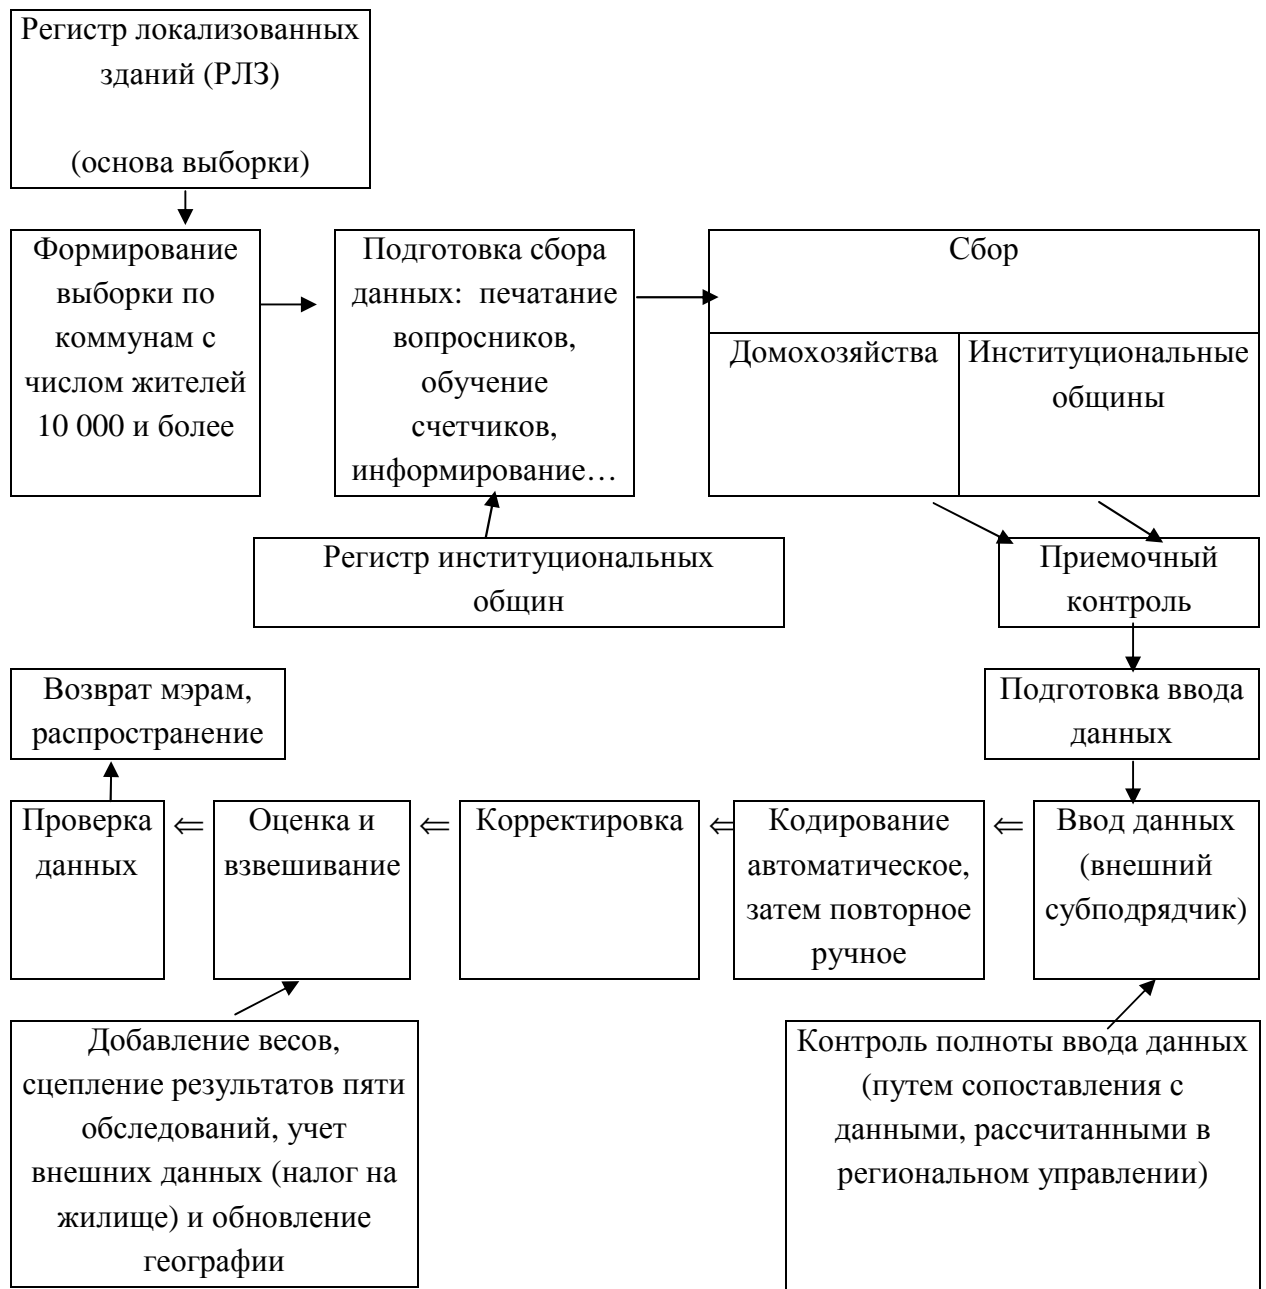 Регистр локализованных
зданий (РЛЗ)
(основа выборки)
Формирование
выборки по
коммунам с
числом жителей
10 000 и более
Подготовка сбора
данных: печатание
вопросников,
обучение
счетчиков,
информирование…
Сбор
Домохозяйства
Институциональные
общины
Регистр институциональных
общин
Приемочный
контроль
Возврат мэрам,
распространение
Подготовка ввода
данных
Проверка
данных
⇐
Оценка и
взвешивание
⇐
Корректировка
⇐
Кодирование
автоматическое,
затем повторное
ручное
⇐
Ввод данных
(внешний
субподрядчик)
Добавление весов,
сцепление результатов пяти
обследований, учет
внешних данных (налог на
жилище) и обновление
географии
Контроль полноты ввода данных
(путем сопоставления с
данными, рассчитанными в
региональном управлении)